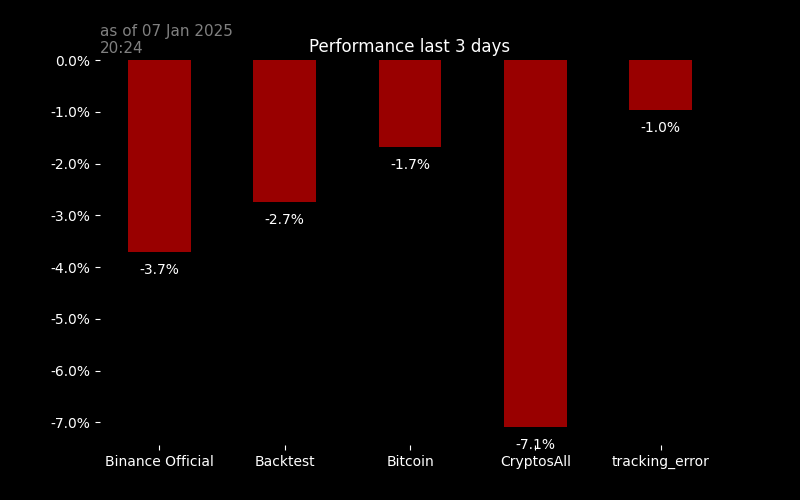 as of 07 Jan 2025
20:24
Performance last 3 days
0.0%
-1.0%
-2.0%
-3.0%
-4.0%
-5.0%
-6.0%
-7.0%
-3.7%
-2.7%
-1.7%
-7.1%
-1.0%
Binance Official
Backtest
Bitcoin
CryptosAll
tracking_error